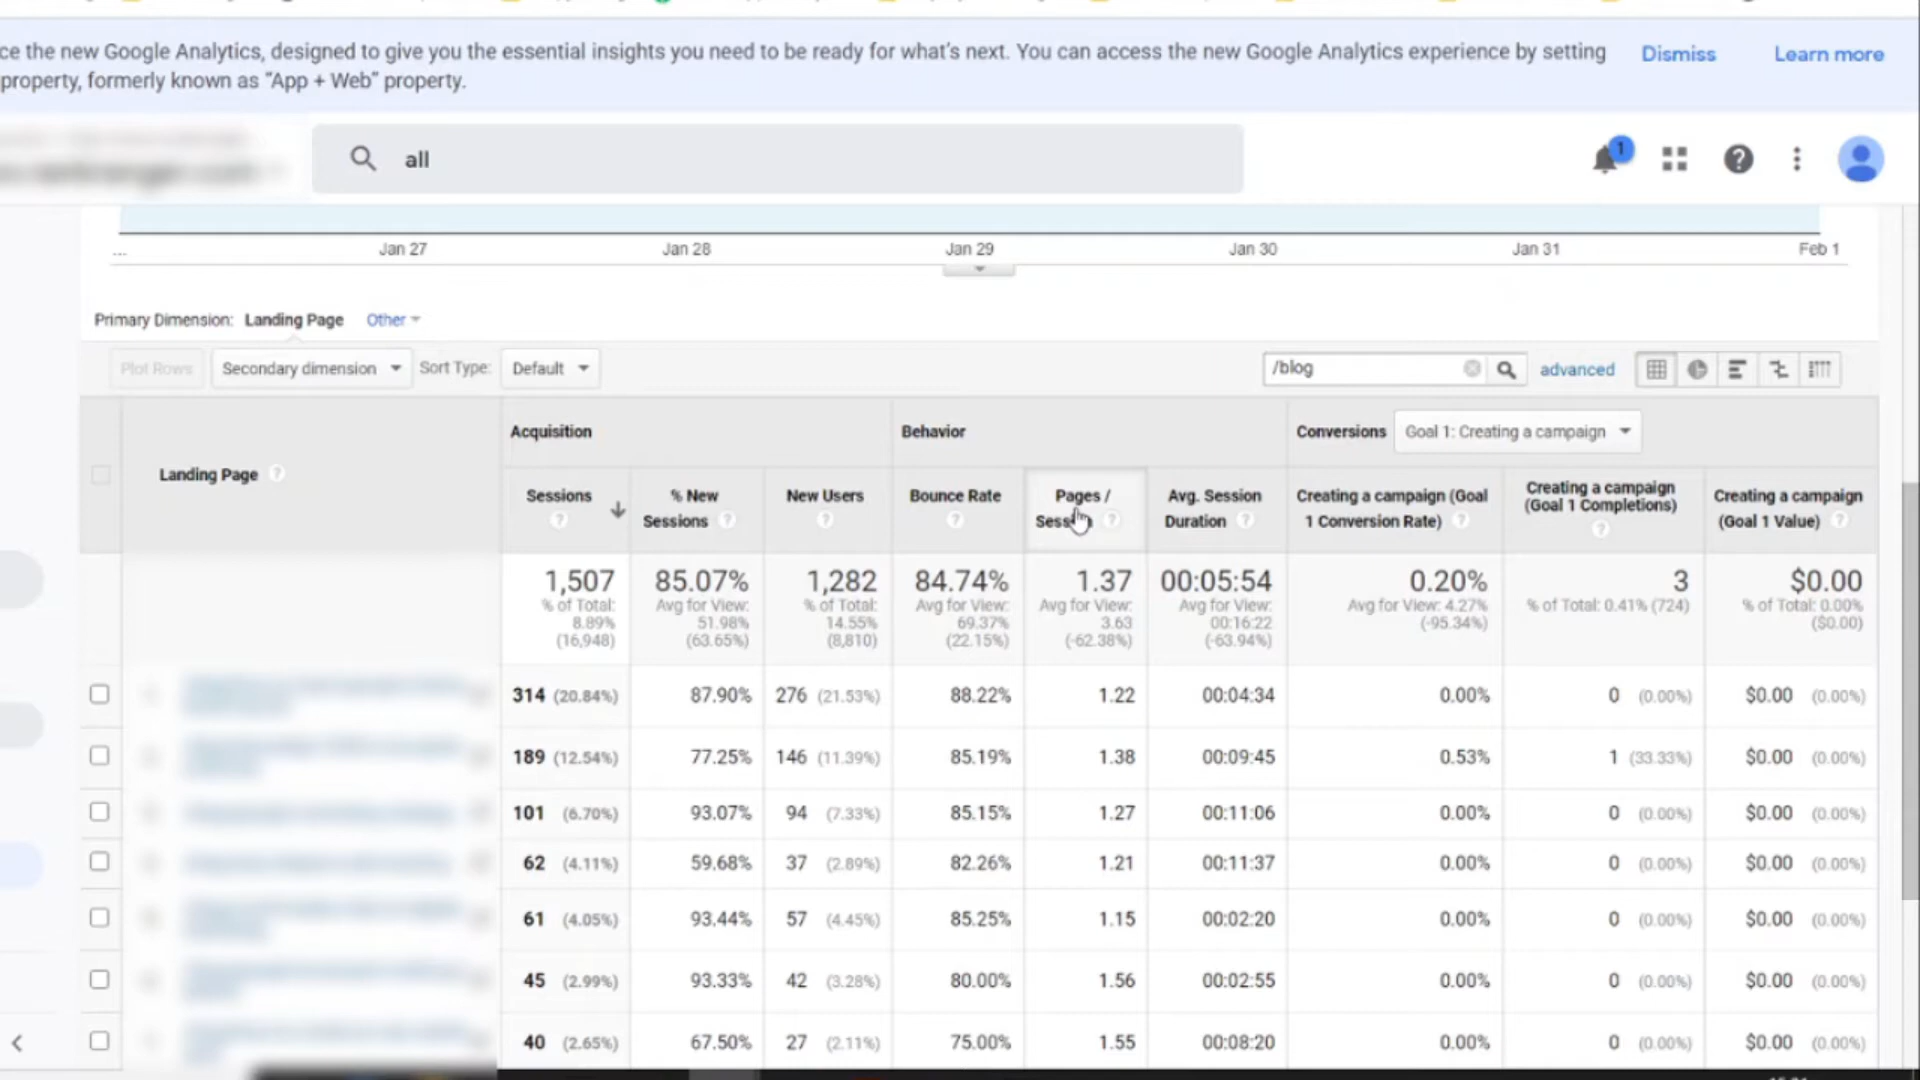 ce the new Google Analytics, designed to give you the essential insights you need to be ready for what's next. You can access the new Google Analytics experience by setting
property, formerly known as “App + Web” property.
Dismiss
Learn more
all
1
...
Jan 27
Jan 28
Jan 29
Jan 30
Jan 31
Feb 1
Primary Dimension: Landing Page Other
Plot Rows
Secondary dimension
Sort Type:
Default
/blog
advanced
Acquisition
Behavior
Conversions
Goal 1: Creating a campaign
Landing Page
Sessions
% New
Sessions
New Users
Bounce Rate
Pages /
Avg. Session
Duration
Creating a campaign (Goal
1 Conversion Rate)
Creating a campaign
(Goal 1 Completions)
Creating a campaign
(Goal 1 Value)
1,507
% of Total:
8.89%
(16,948)
85.07%
Avg for View:
51.98%
(63.65%)
1,282
% of Total:
14.55%
(8,810)
84.74%
Avg for View:
69.37%
(22.15%)
1.37
Avg for View:
3.63
(-62.38%)
00:05:54
Avg for View:
00:16:22
(-63.94%)
0.20%
Avg for View: 4.27%
(-95.34%)
3
% of Total: 0.41% (724)
$0.00
% of Total: 0.00%
($0.00)
314 (20.84%) 87.90% 276 (21.53%) 88.22% 1.22 00:04:34 0.00% 0 (0.00%) $0.00 (0.00%)
189 (12.54%) 77.25% 146 (11.39%) 85.19% 1.38 00:09:45 0.53% 1 (33.33%) $0.00 (0.00%)
101 (6.70%) 93.07% 94 (7.33%) 85.15% 1.27 00:11:06 0.00% 0 (0.00%) $0.00 (0.00%)
62 (4.11%) 59.68% 37 (2.89%) 82.26% 1.21 00:11:37 0.00% 0 (0.00%) $0.00 (0.00%)
61 (4.05%) 93.44% 57 (4.45%) 85.25% 1.15 00:02:20 0.00% 0 (0.00%) $0.00 (0.00%)
45 (2.99%) 93.33% 42 (3.28%) 80.00% 1.56 00:02:55 0.00% 0 (0.00%) $0.00 (0.00%)
40 (2.65%) 67.50% 27 (2.11%) 75.00% 1.55 00:08:20 0.00% 0 (0.00%) $0.00 (0.00%)